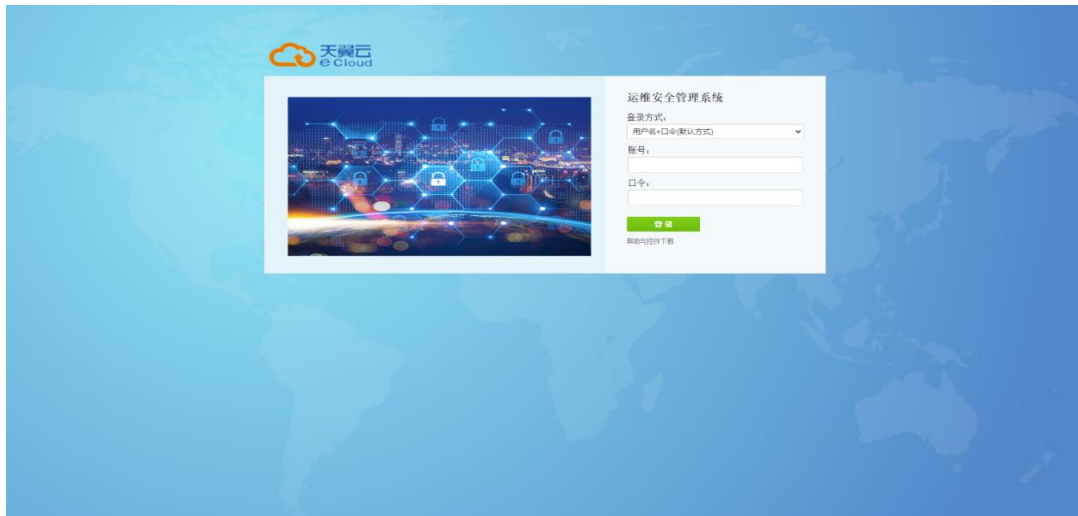 天翼云
e Cloud
运维安全管理系统
登录方式:
用户名+口令(默认方式)
账号:
口令:
登 录
帮助与控件下载